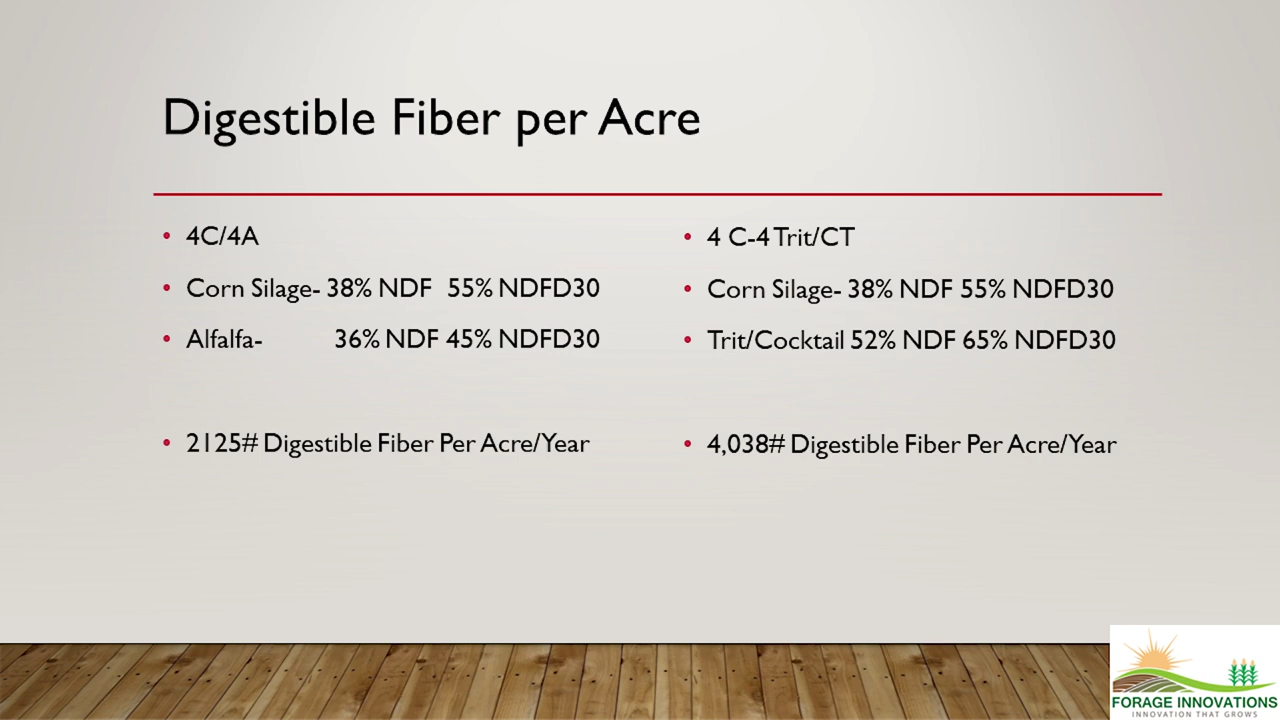 Digestible Fiber per Acre
• 4C/4A
• Corn Silage- 38% NDF 55% NDFD30
• Alfalfa- 36% NDF 45% NDFD30
• 2125# Digestible Fiber Per Acre/Year
• 4 C-4 Trit/CT
• Corn Silage- 38% NDF 55% NDFD30
• Trit/Cocktail 52% NDF 65% NDFD30
• 4,038# Digestible Fiber Per Acre/Year
FORAGE INNOVATIONS
INNOVATION THAT GROWS